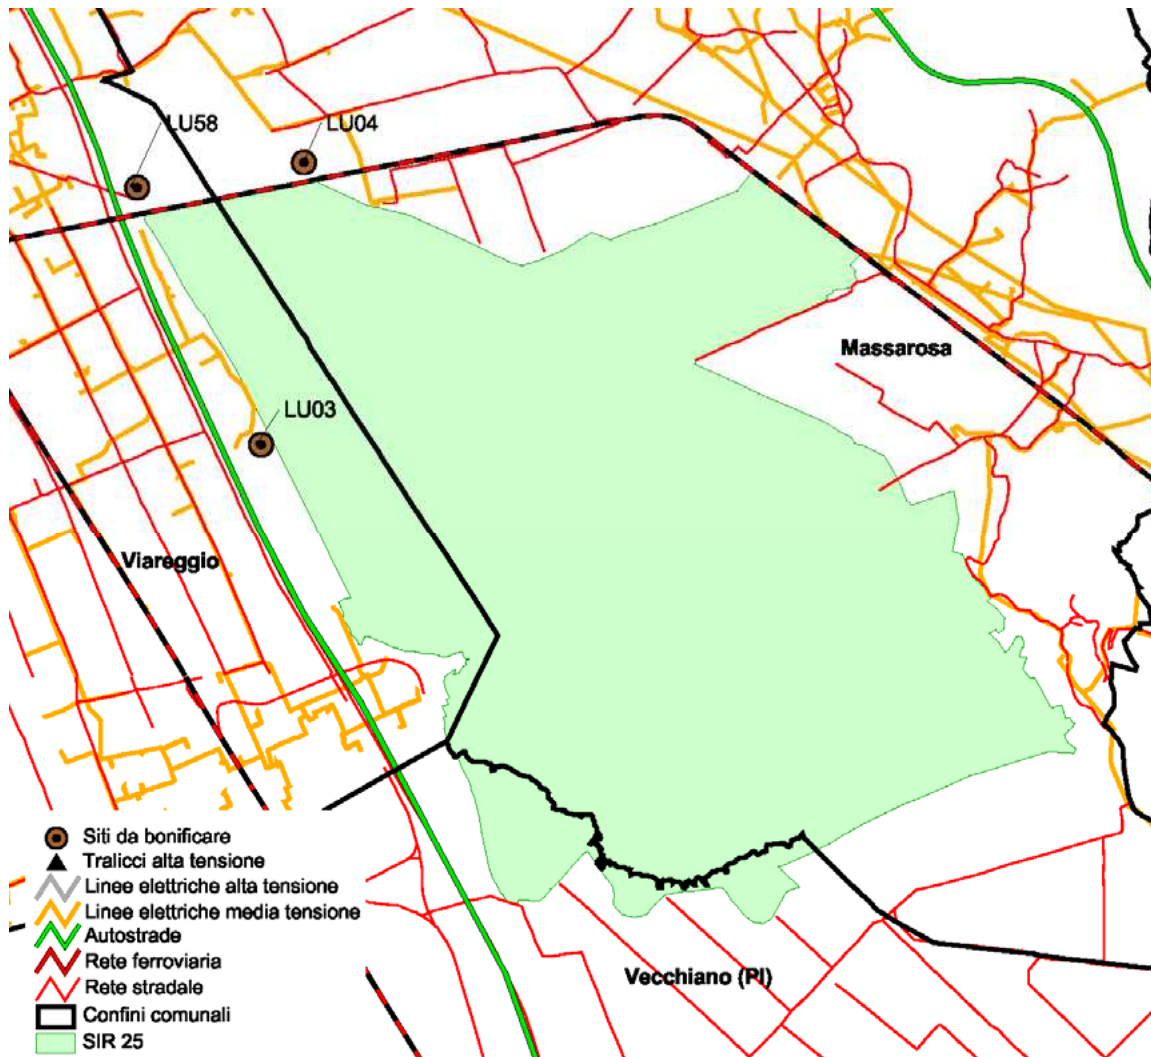 LU58
LU04
LU03
Massarosa
Viareggio
Vecchiano (PI)
Siti da bonificare
Tralicci alta tensione
Linee elettriche alta tensione
Linee elettriche media tensione
Autostrade
Rete ferroviaria
Rete stradale
Confini comunali
SIR 25